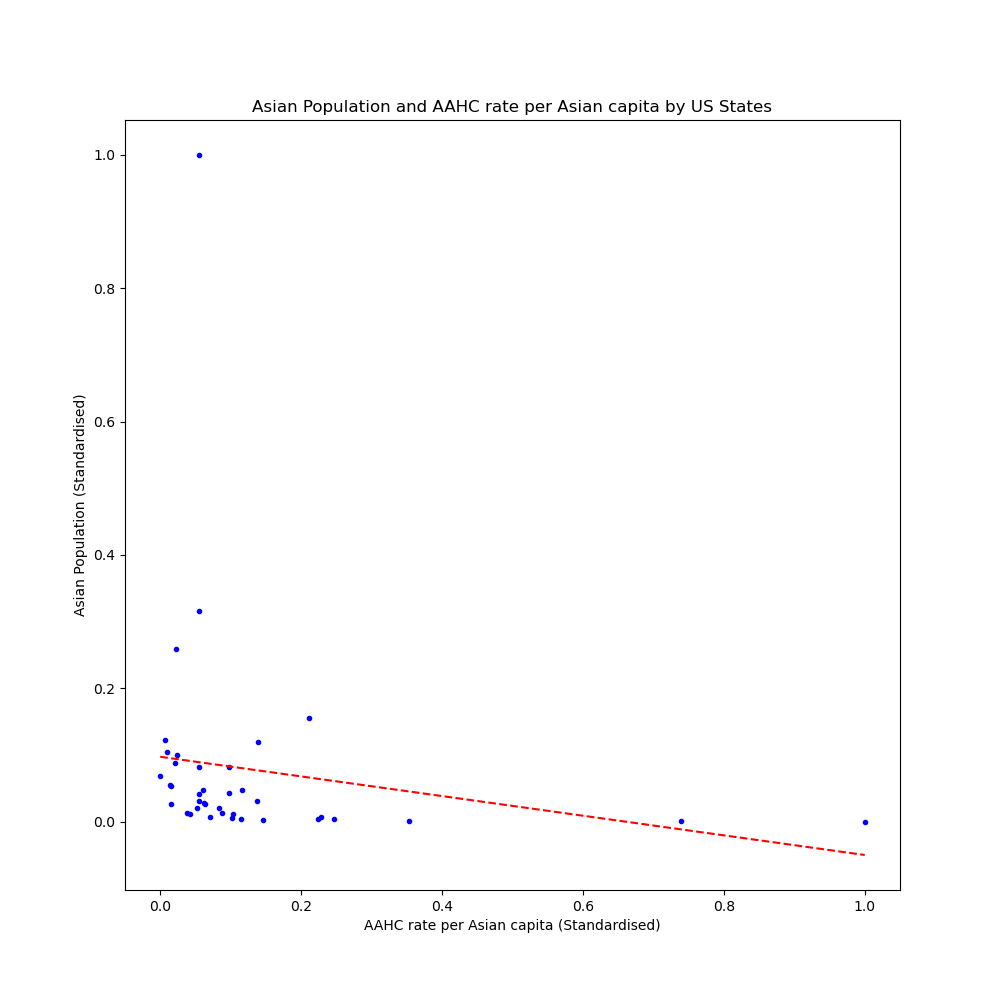 Asian Population and AAHC rate per Asian capita by US States
1.0
0.8
0.6
0.4
0.2
0.0
Asian Population (Standardised)
0.0 0.2 0.4 0.6 0.8 1.0
AAHC rate per Asian capita (Standardised)